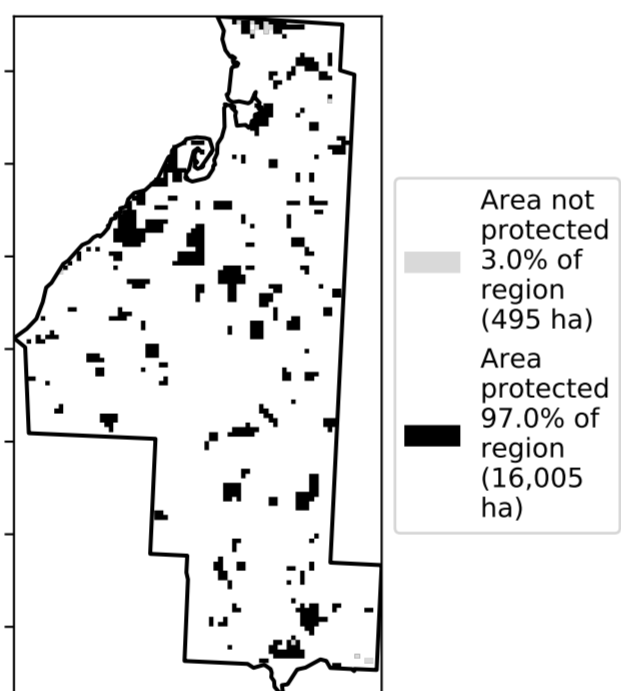 Area not
protected
3.0% of
region
(495 ha)
Area
protected
97.0% of
region
(16,005
ha)